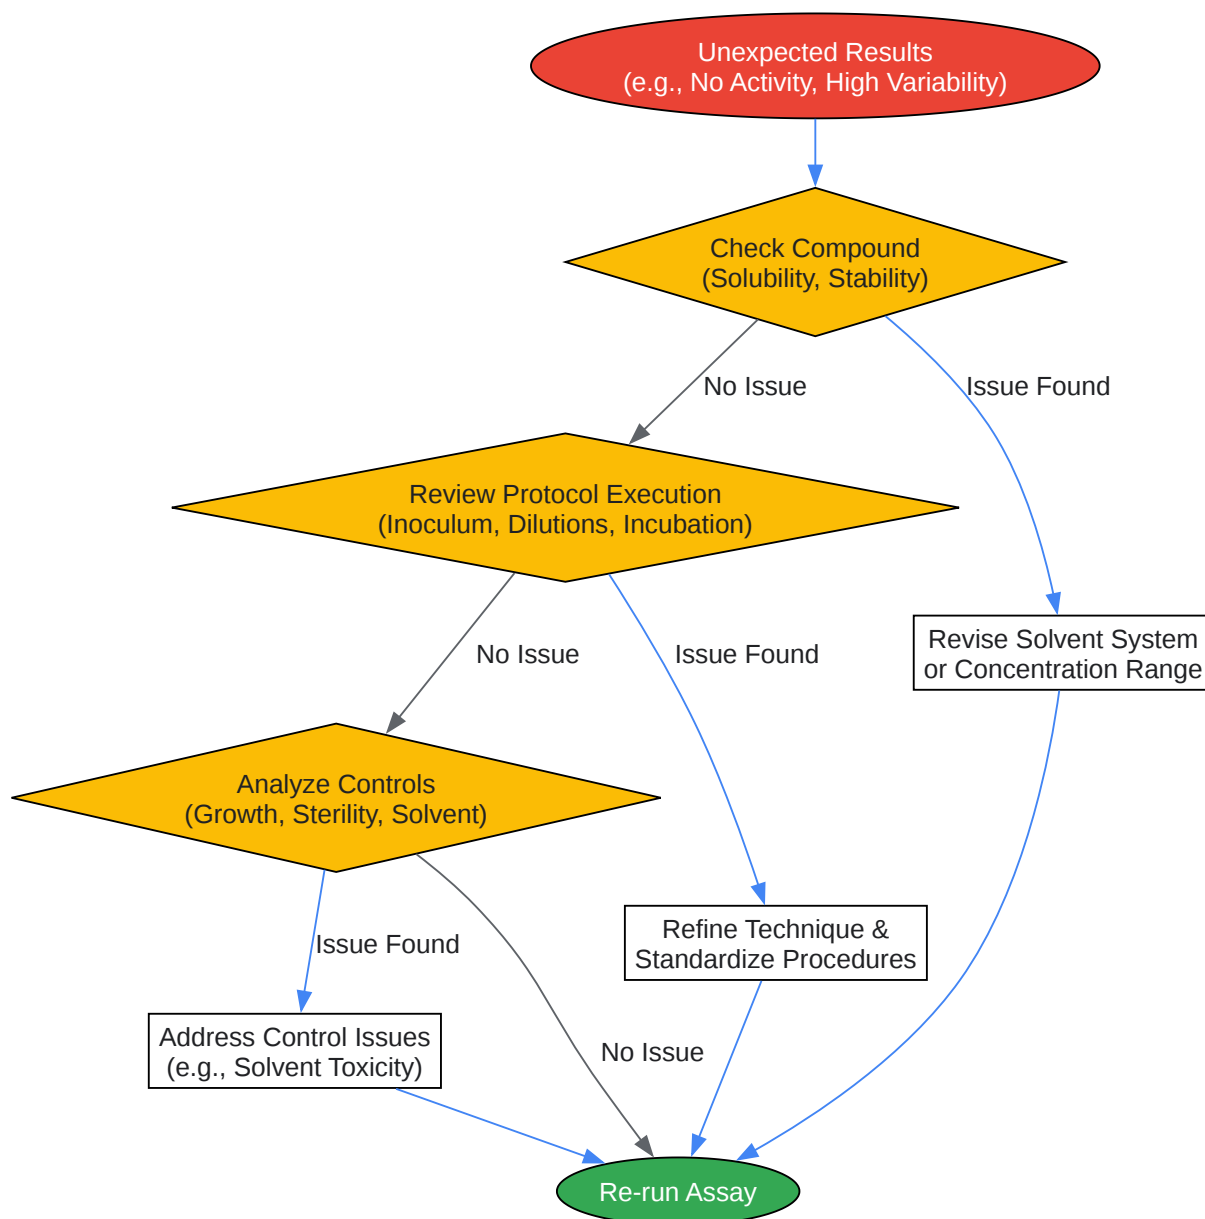 Unexpected Results
(e.g., No Activity, High Variability)
Check Compound
(Solubility, Stability)
No Issue
Issue Found
Review Protocol Execution
(Inoculum, Dilutions, Incubation)
No Issue
Issue Found
Revise Solvent System
or Concentration Range
Analyze Controls
(Growth, Sterility, Solvent)
Issue Found
Refine Technique &
Standardize Procedures
Address Control Issues
(e.g., Solvent Toxicity)
No Issue
Re-run Assay